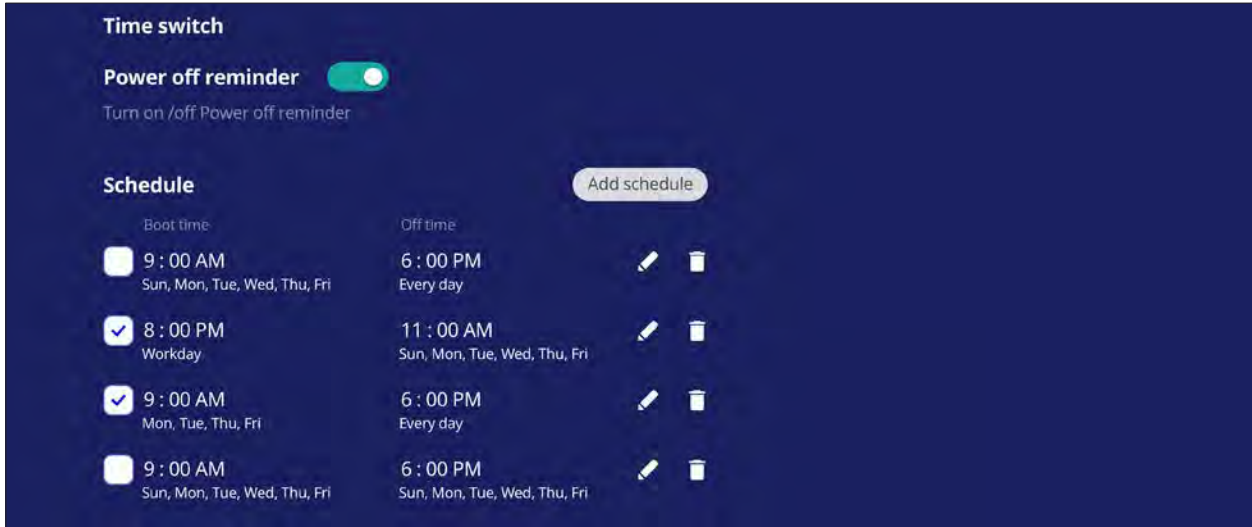 Time switch
Power off reminder
Turn on /off Power off reminder
Schedule Add schedule
Boot time Off time
9 : 00 AM 6 : 00 PM
Sun, Mon, Tue, Wed, Thu, Fri Every day
8 : 00 PM 11 : 00 AM
Workday Sun, Mon, Tue, Wed, Thu, Fri
9 : 00 AM 6 : 00 PM
Mon, Tue, Thu, Fri Every day
9 : 00 AM 6 : 00 PM
Sun, Mon, Tue, Wed, Thu, Fri Sun, Mon, Tue, Wed, Thu, Fri